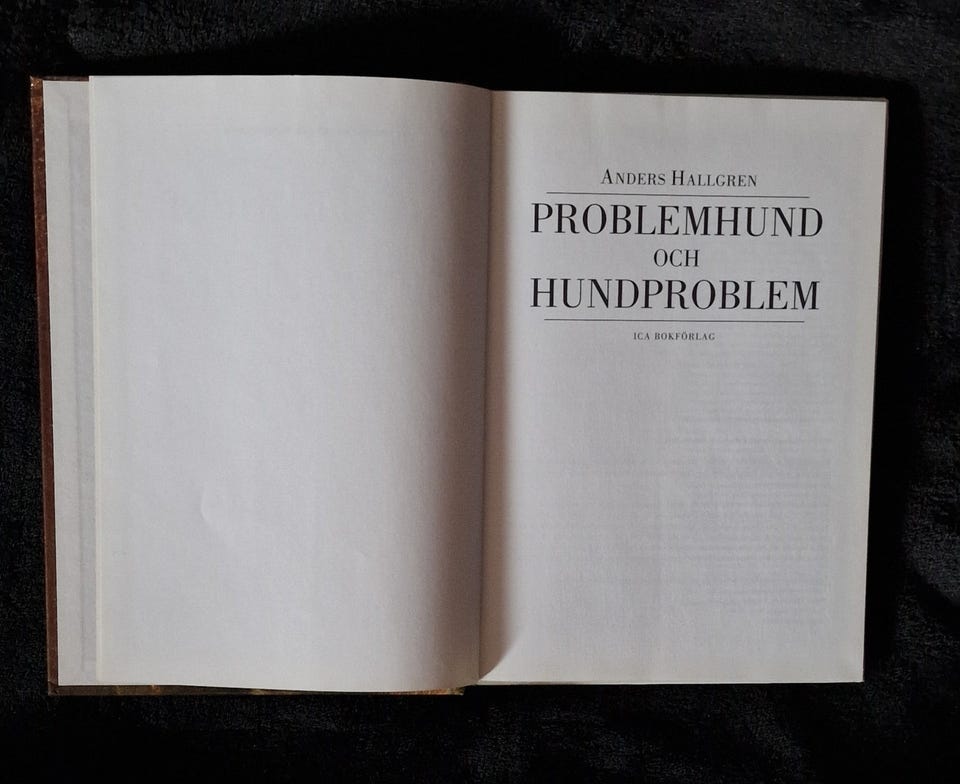 ANDERS HALLGREN
PROBLEMHUND
OCH
HUNDPROBLEM
ICA BOKFÖRLAG